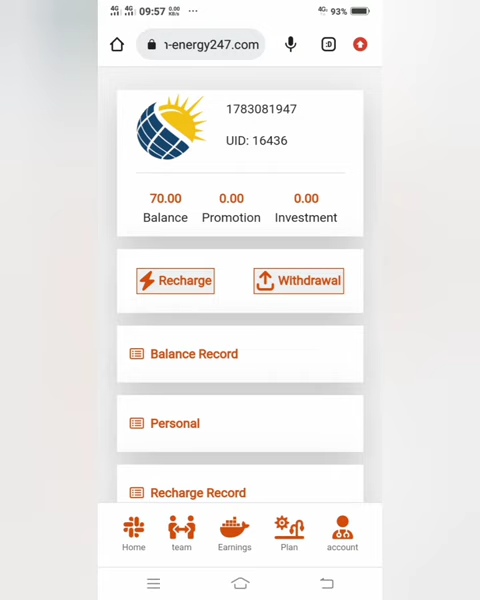 4G 4G 09:57 0.00 KB/s ... 4G 93%
n-energy247.com :D
1783081947
UID: 16436
70.00 0.00 0.00
Balance Promotion Investment
Recharge Withdrawal
Balance Record
Personal
Recharge Record
Home team Earnings Plan account